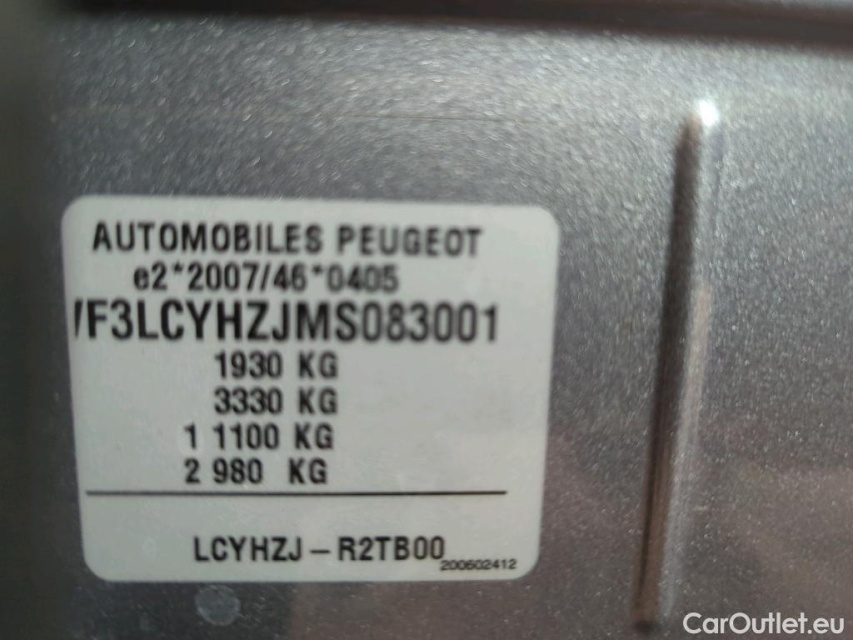 AUTOMOBILES PEUGEOT
e2*2007/46*0405
VF3LCYHZJMS083001
1930 KG
3330 KG
1 1100 KG
2 980 KG
LCYHZJ - R2TB00
200602412
CarOutlet.eu